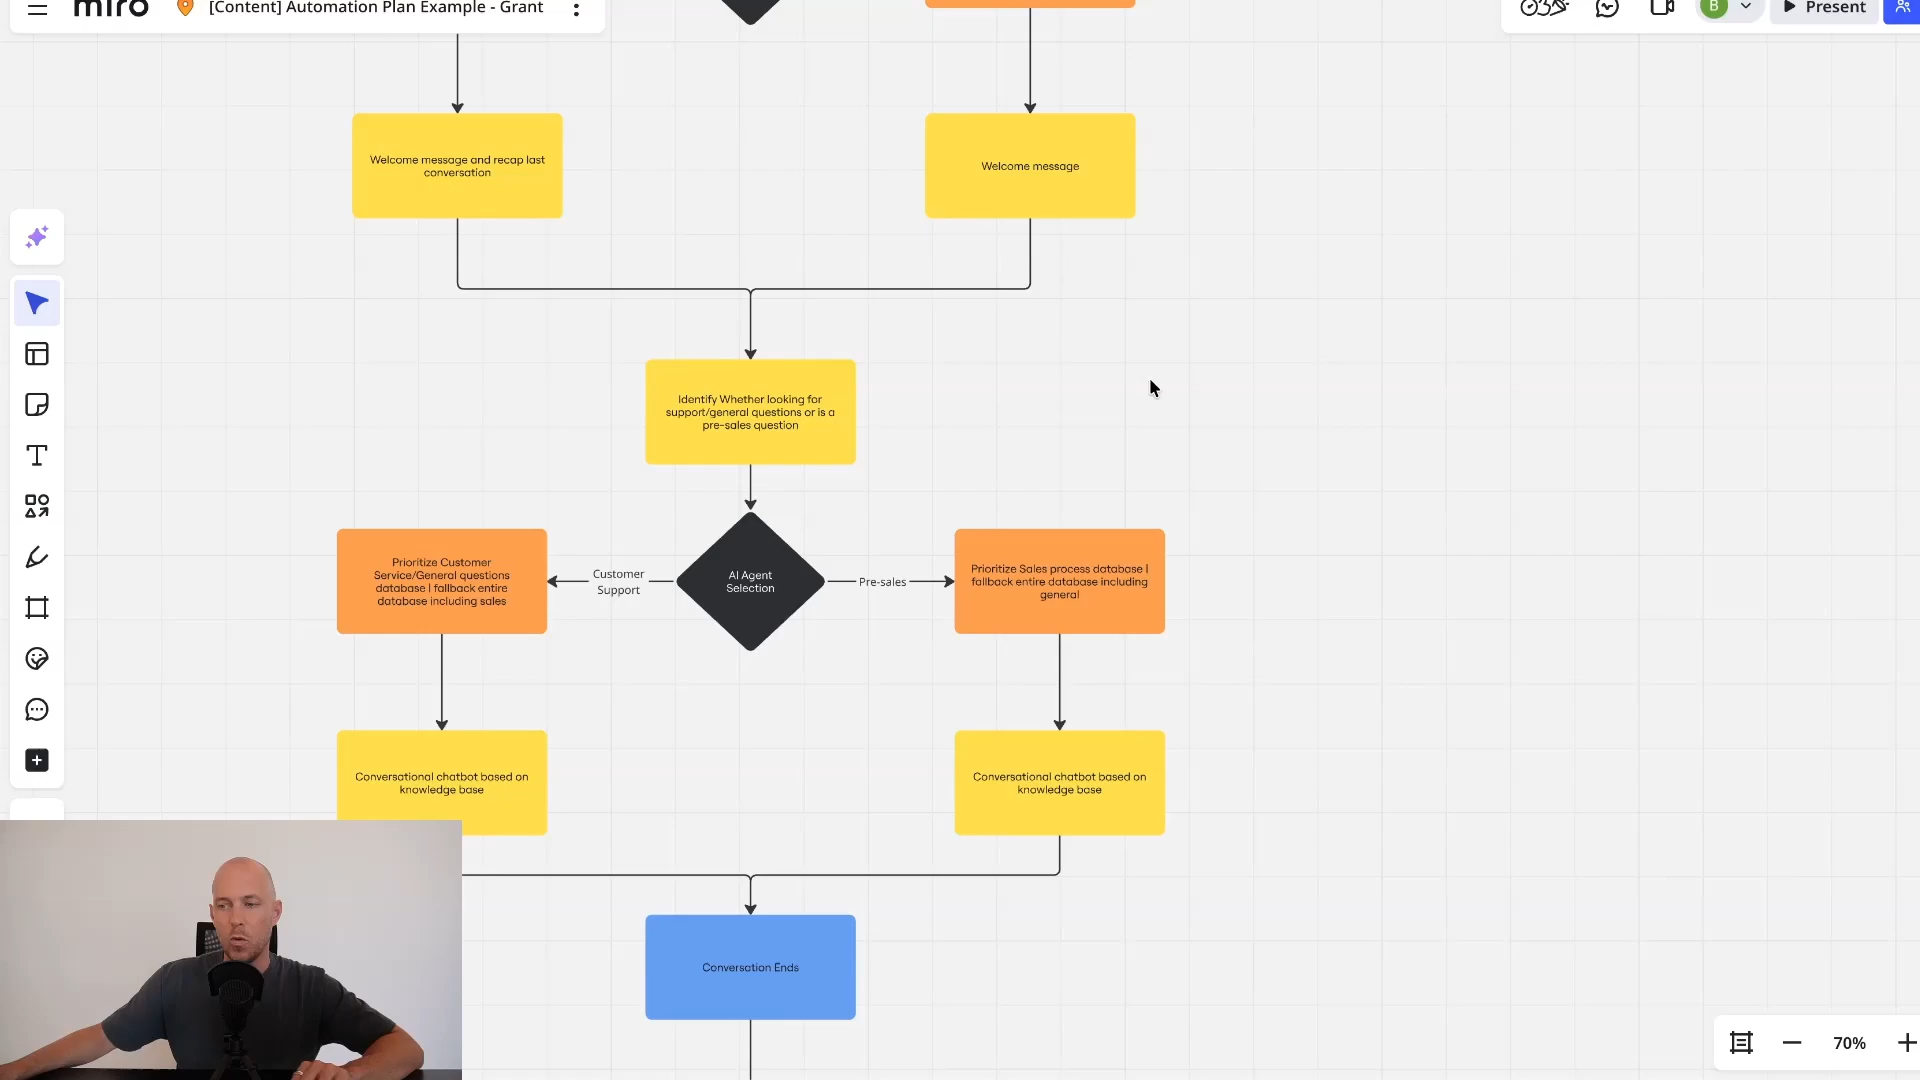 miro
[Content] Automation Plan Example - Grant
B
Present
Welcome message and recap last
conversation
Welcome message
Identify Whether looking for
support/general questions or is a
pre-sales question
Prioritize Customer
Service/General questions
database | fallback entire
database including sales
Customer
Support
AI Agent
Selection
Pre-sales
Prioritize Sales process database |
fallback entire database including
general
Conversational chatbot based on
knowledge base
Conversational chatbot based on
knowledge base
Conversation Ends
70%